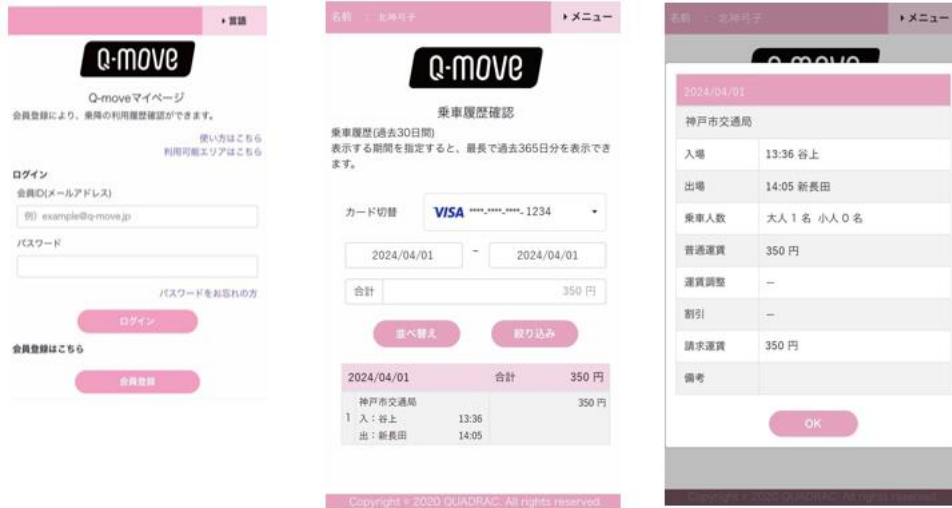 ▸言語
Q-move
Q-moveマイページ
会員登録により、乗降の利用履歴確認ができます。
使い方はこちら
利用可能エリアはこちら
ログイン
会員ID(メールアドレス)
例）example@q-move.jp
パスワード
パスワードをお忘れの方
ログイン
会員登録はこちら
会員登録
名前 : 北神弓子
▸メニュー
Q-move
乗車履歴確認
乗車履歴(過去30日間)
表示する期間を指定すると、最長で過去365日分を表示でき
ます。
カード切替 VISA ****-****-****- 1234
2024/04/01 ~ 2024/04/01
合計 350 円
並べ替え 絞り込み
2024/04/01 合計 350 円
神戸市交通局 350 円
1 入：谷上 13:36
出：新長田 14:05
Copyright © 2020 QUADRAC. All rights reserved.
名前 : 北神弓子
▸メニュー
Q-move
2024/04/01
神戸市交通局
入場 13:36 谷上
出場 14:05 新長田
乗車人数 大人 1 名 小人 0 名
普通運賃 350 円
運賃調整 --
割引 --
請求運賃 350 円
備考
OK
Copyright © 2020 QUADRAC. All rights reserved.